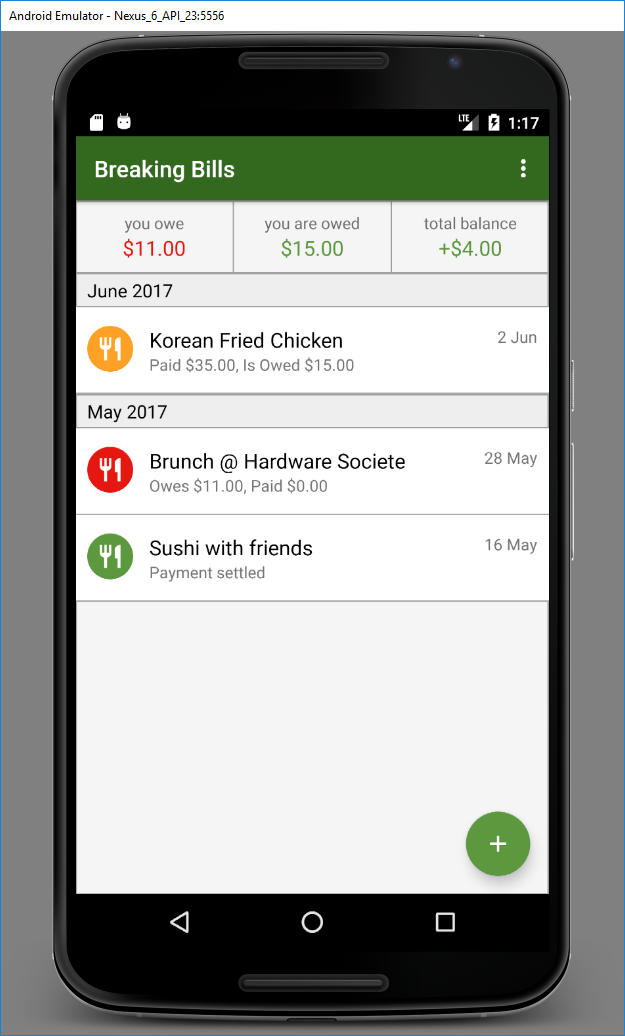 Android Emulator - Nexus_6_API_23:5556
LTE 1:17
Breaking Bills
you owe you are owed total balance
$11.00 $15.00 +$4.00
June 2017
Korean Fried Chicken 2 Jun
Paid $35.00, Is Owed $15.00
May 2017
Brunch @ Hardware Societe 28 May
Owes $11.00, Paid $0.00
Sushi with friends 16 May
Payment settled
+